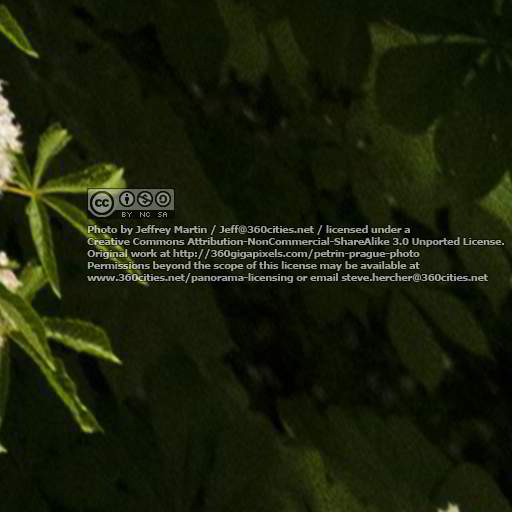 cc BY NC SA
Photo by Jeffrey Martin / Jeff@360cities.net / licensed under a
Creative Commons Attribution-NonCommercial-ShareAlike 3.0 Unported License.
Original work at http://360gigapixels.com/petrin-prague-photo
Permissions beyond the scope of this license may be available at
www.360cities.net/panorama-licensing or email steve.hercher@360cities.net